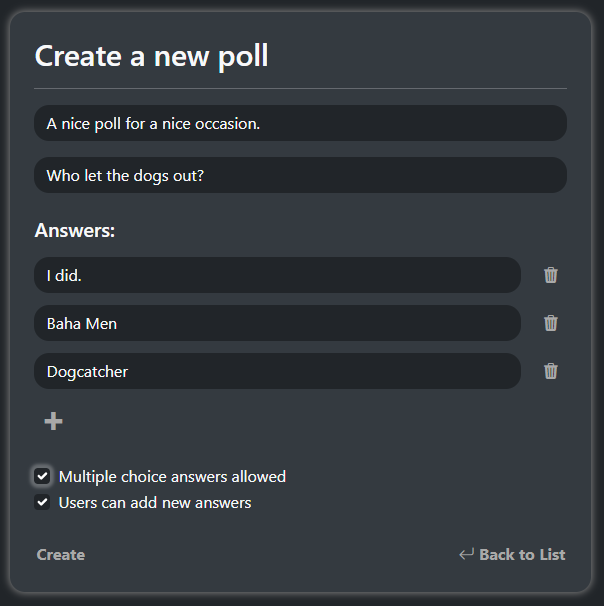 Create a new poll
A nice poll for a nice occasion.
Who let the dogs out?
Answers:
I did.
Baha Men
Dogcatcher
Multiple choice answers allowed
Users can add new answers
Create
Back to List